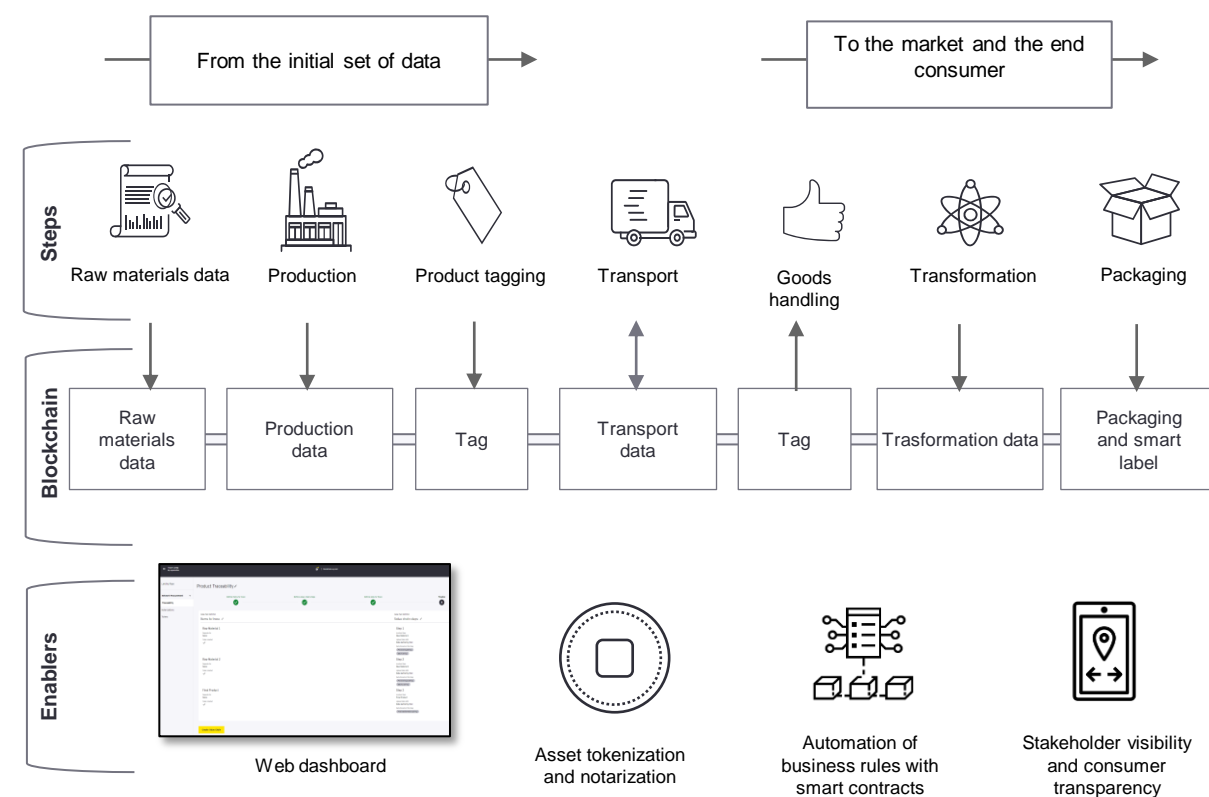 From the initial set of data
To the market and the end
consumer
Steps
Raw materials data
Production
Product tagging
Transport
Goods
handling
Transformation
Packaging
Blockchain
Raw
materials
data
Production
data
Tag
Transport
data
Tag
Trasformation data
Packaging
and smart
label
Enablers
Product Traceability
Web dashboard
Asset tokenization
and notarization
Automation of
business rules with
smart contracts
Stakeholder visibility
and consumer
transparency